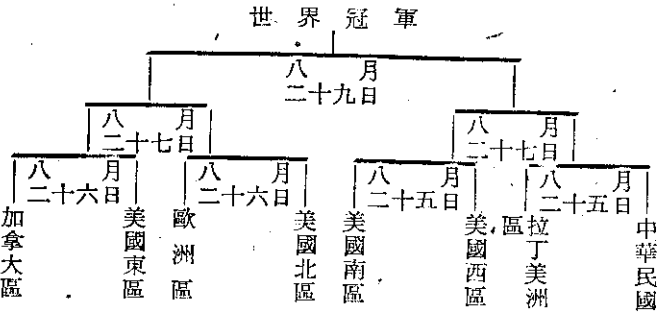 世界冠軍
八月
二十九日
八月
二十七日
八月
二十七日
八月
二十六日
八月
二十六日
八月
二十五日
八月
二十五日
加拿大區
美國東區
歐洲區
美國北區
美國南區
美國西區
拉丁美洲區
中華民國